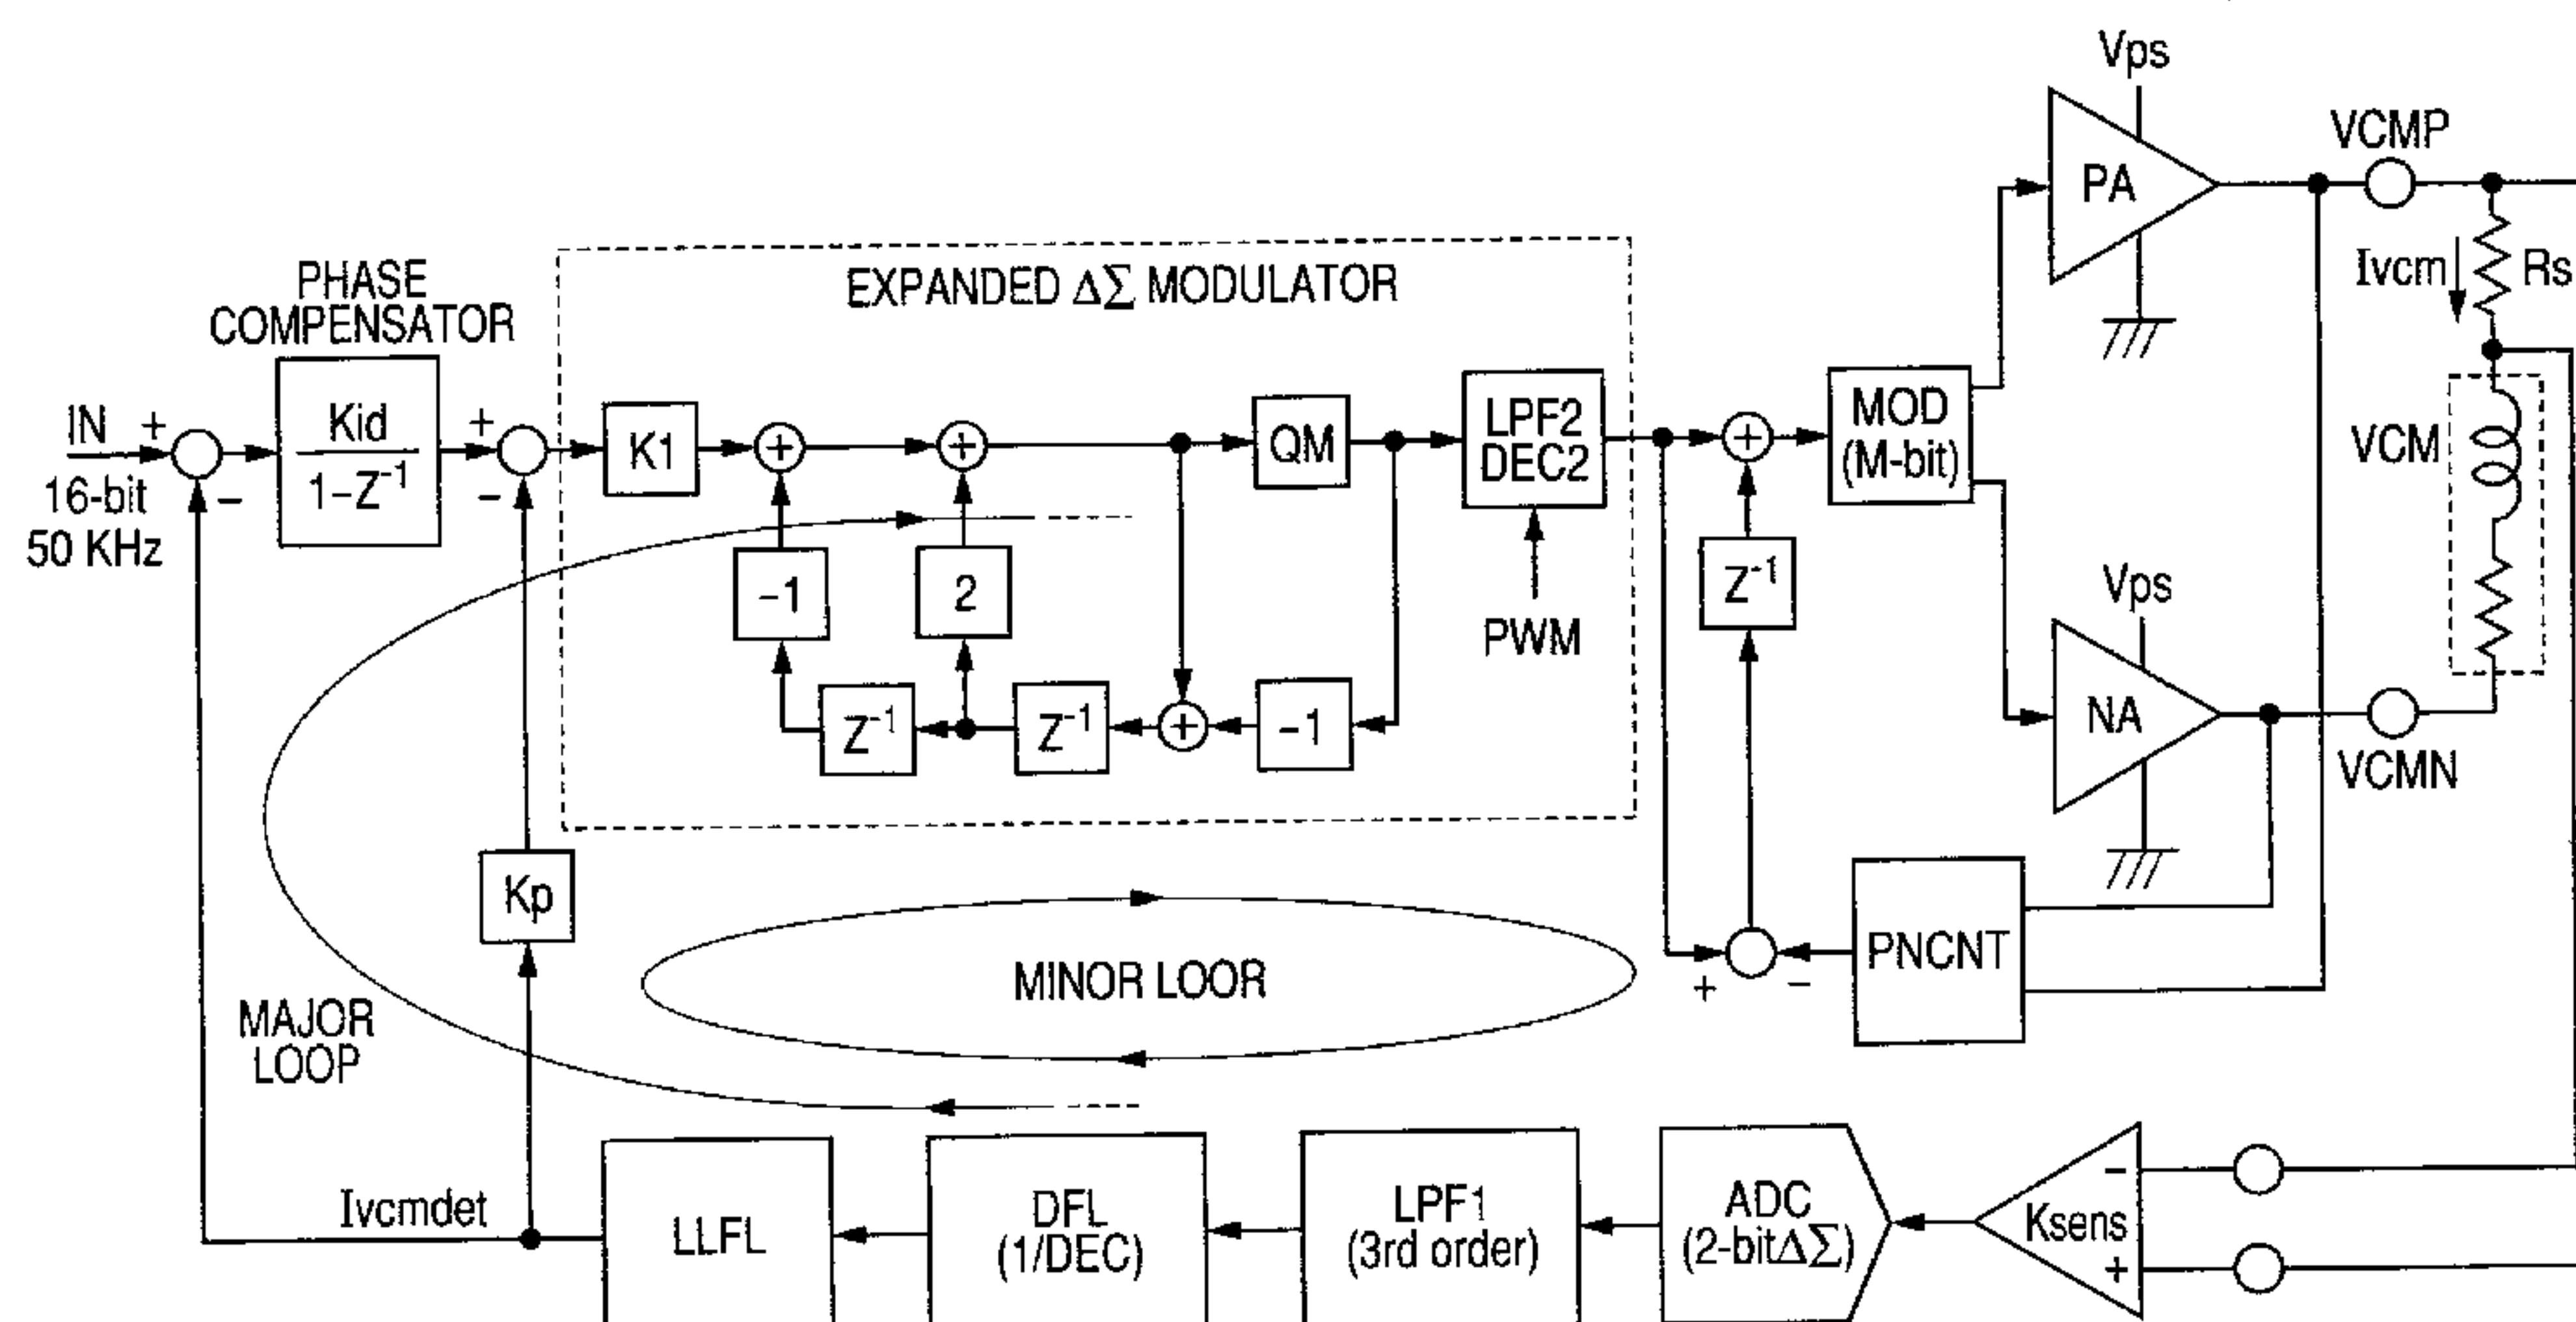 Vps
PA
VCMP
Ivcm
Rs
EXPANDED ΔΣ MODULATOR
PHASE
COMPENSATOR
IN
+
−
16-bit
50 KHz
Kid
1−Z⁻¹
+
−
K1
+
+
QM
LPF2
DEC2
+
MOD
(M-bit)
VCM
−1
2
PWM
Z⁻¹
Vps
NA
VCMN
Z⁻¹
Z⁻¹
+
−1
Kp
MINOR LOOR
+
−
PNCNT
MAJOR
LOOP
Ivcmdet
LLFL
DFL
(1/DEC)
LPF1
(3rd order)
ADC
(2-bitΔΣ)
Ksens
−
+